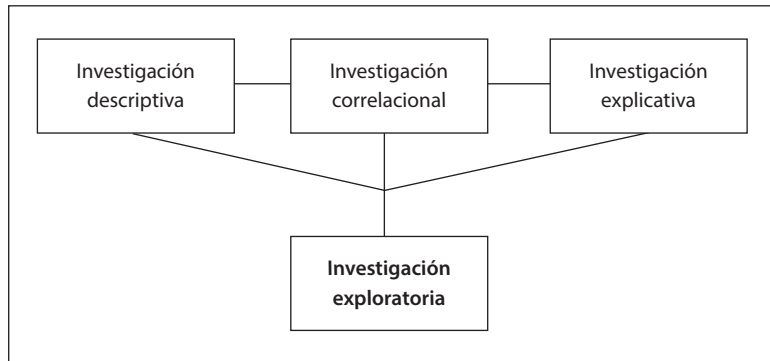 Investigación
descriptiva
Investigación
correlacional
Investigación
explicativa
Investigación
exploratoria